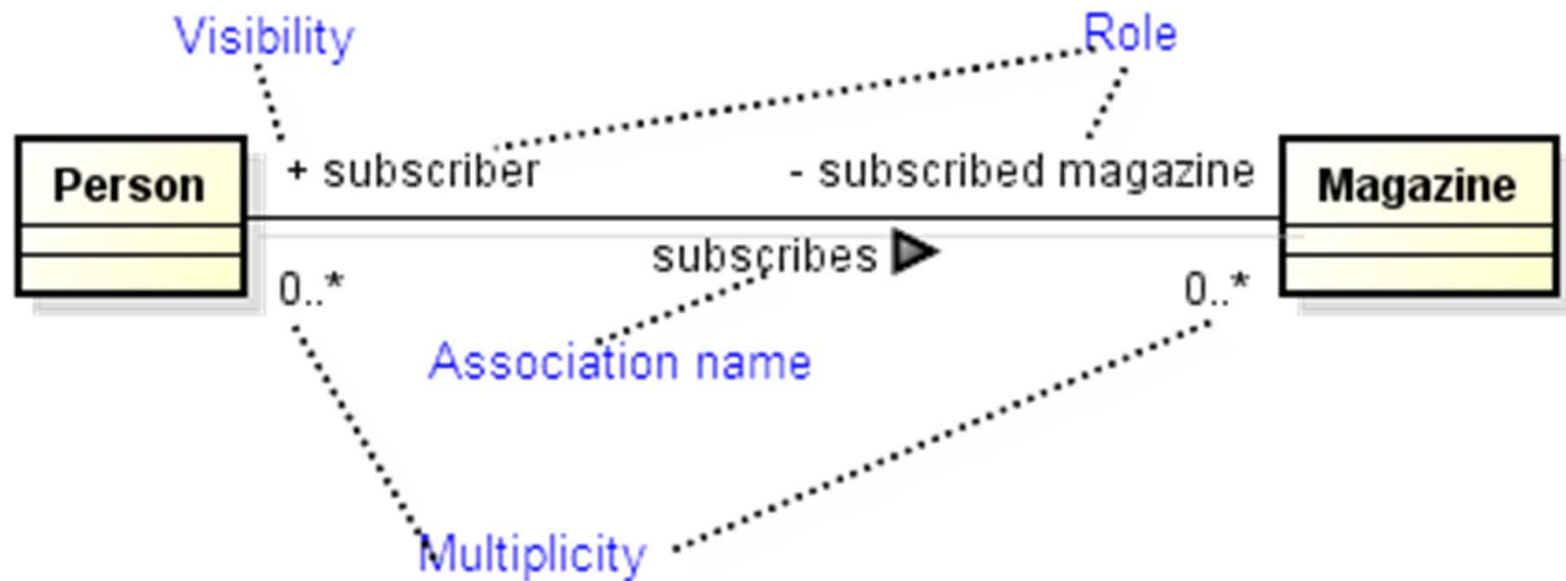 Visibility
Role
Person
+ subscriber
- subscribed magazine
Magazine
subscribes
0..*
0..*
Association name
Multiplicity